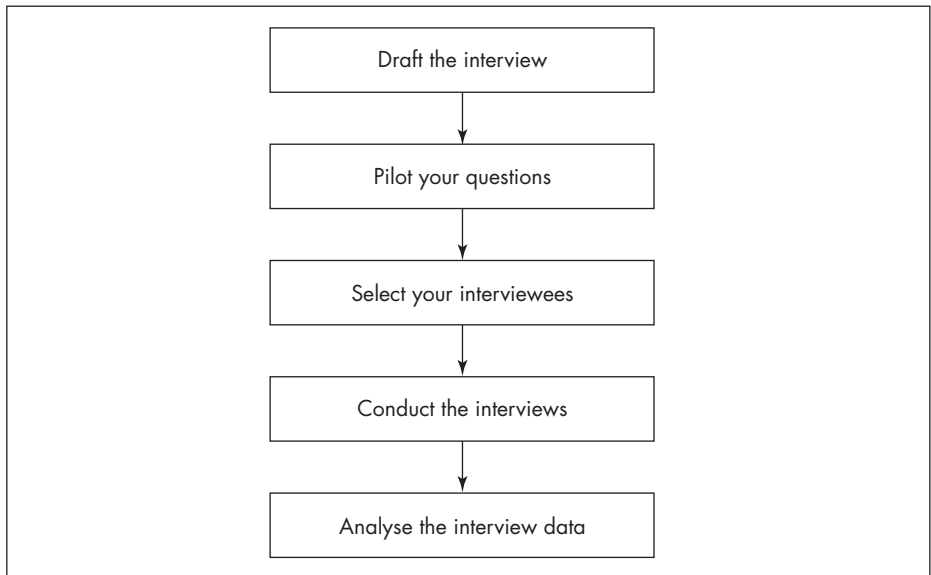 Draft the interview
Pilot your questions
Select your interviewees
Conduct the interviews
Analyse the interview data